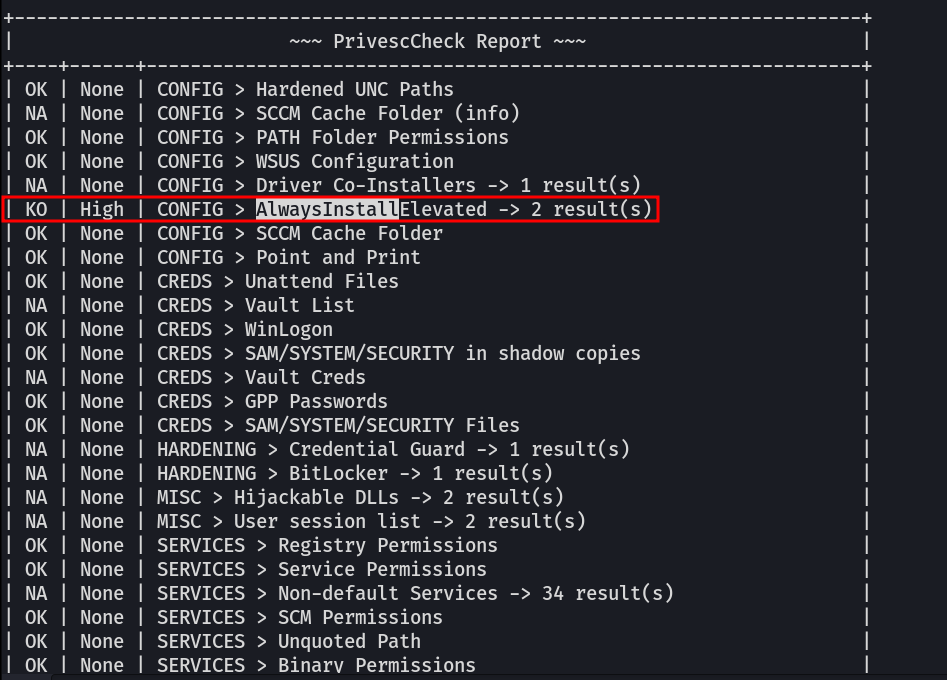 +------------------------------------------------------------------------------+
|                         ~~~ PrivescCheck Report ~~~                          |
+----+------+------------------------------------------------------------------+
| OK | None | CONFIG > Hardened UNC Paths                                      |
| NA | None | CONFIG > SCCM Cache Folder (info)                                |
| OK | None | CONFIG > PATH Folder Permissions                                 |
| OK | None | CONFIG > WSUS Configuration                                      |
| NA | None | CONFIG > Driver Co-Installers -> 1 result(s)                     |
| KO | High | CONFIG > AlwaysInstallElevated -> 2 result(s)                    |
| OK | None | CONFIG > SCCM Cache Folder                                       |
| OK | None | CONFIG > Point and Print                                         |
| OK | None | CREDS > Unattend Files                                           |
| NA | None | CREDS > Vault List                                               |
| OK | None | CREDS > WinLogon                                                 |
| OK | None | CREDS > SAM/SYSTEM/SECURITY in shadow copies                     |
| NA | None | CREDS > Vault Creds                                              |
| OK | None | CREDS > GPP Passwords                                            |
| OK | None | CREDS > SAM/SYSTEM/SECURITY Files                                |
| NA | None | HARDENING > Credential Guard -> 1 result(s)                      |
| NA | None | HARDENING > BitLocker -> 1 result(s)                             |
| NA | None | MISC > Hijackable DLLs -> 2 result(s)                            |
| NA | None | MISC > User session list -> 2 result(s)                          |
| OK | None | SERVICES > Registry Permissions                                  |
| OK | None | SERVICES > Service Permissions                                   |
| NA | None | SERVICES > Non-default Services -> 34 result(s)                  |
| OK | None | SERVICES > SCM Permissions                                       |
| OK | None | SERVICES > Unquoted Path                                         |
| OK | None | SERVICES > Binary Permissions                                    |